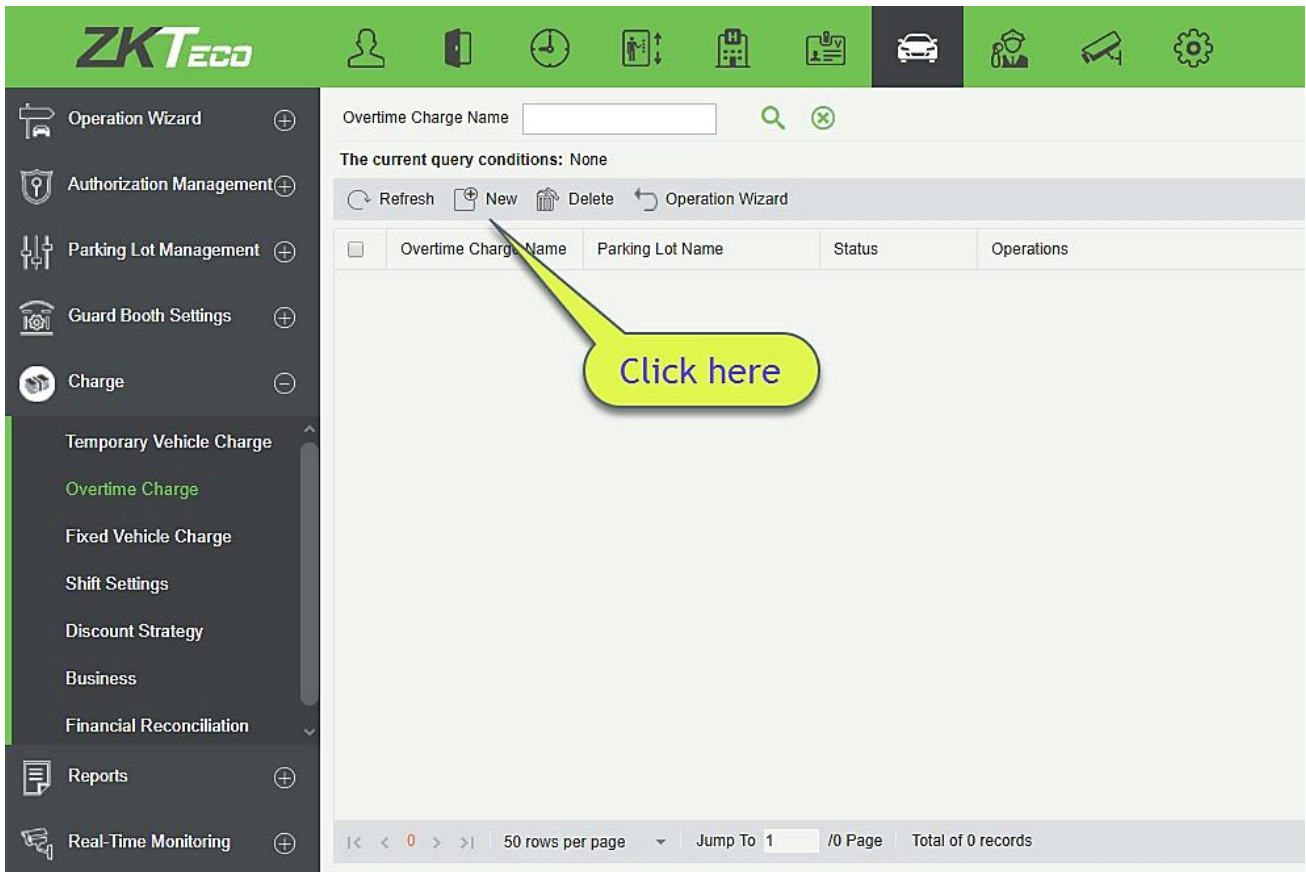 ZKTECO
Operation Wizard
Authorization Management
Parking Lot Management
Guard Booth Settings
Charge
Temporary Vehicle Charge
Overtime Charge
Fixed Vehicle Charge
Shift Settings
Discount Strategy
Business
Financial Reconciliation
Reports
Real-Time Monitoring
Overtime Charge Name
The current query conditions: None
Refresh New Delete Operation Wizard
Overtime Charge Name Parking Lot Name Status Operations
Click here
|< < 0 > >| 50 rows per page Jump To 1 /0 Page Total of 0 records